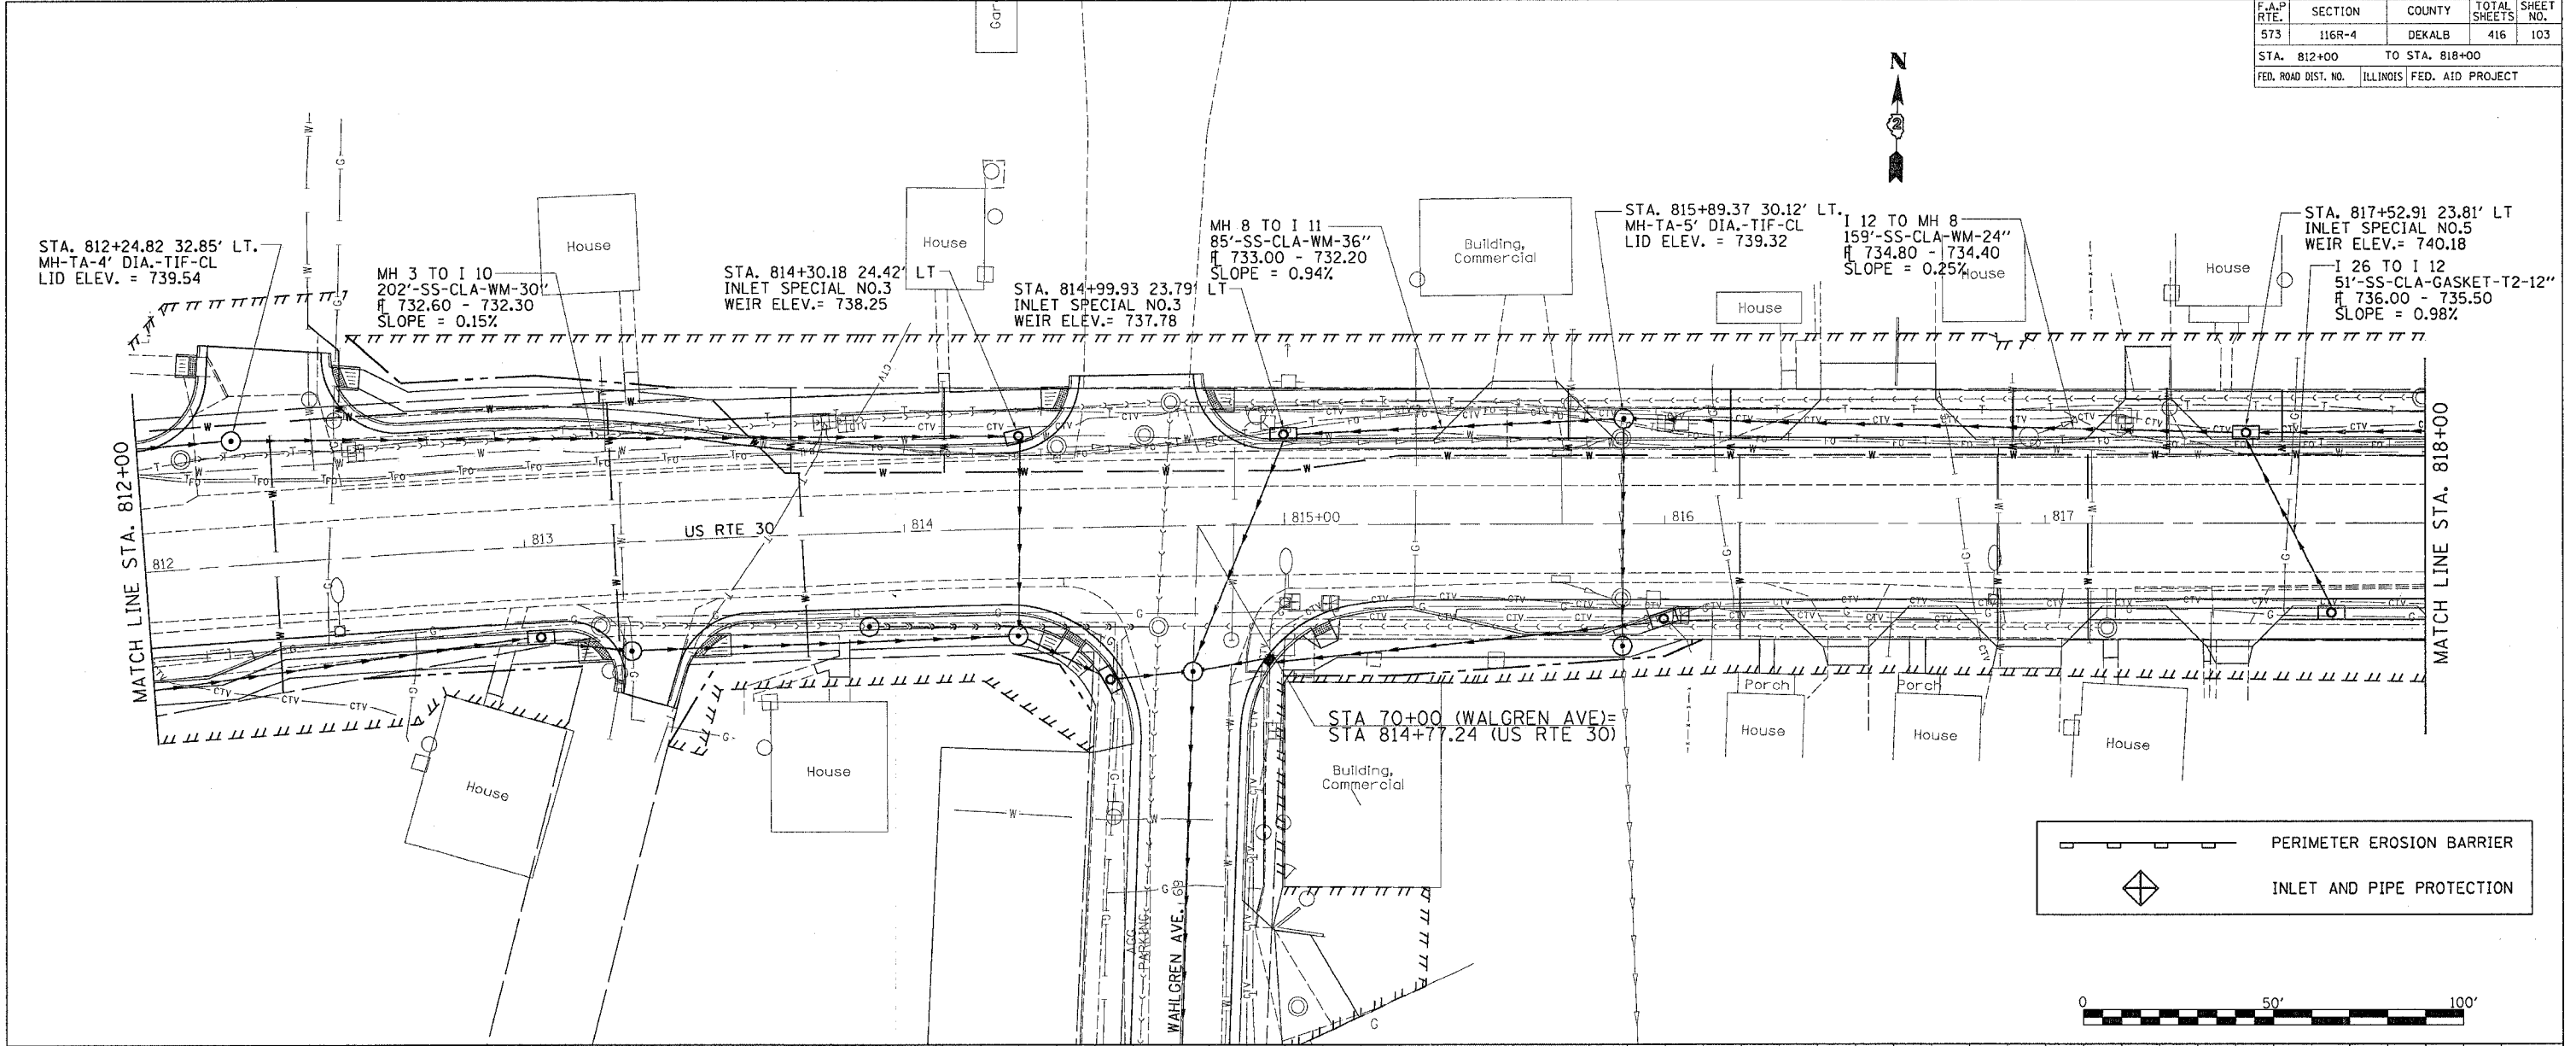 F.A.P RTE. SECTION COUNTY TOTAL SHEETS SHEET NO.
573 116R-4 DEKALB 416 103
STA. 812+00 TO STA. 818+00
FED. ROAD DIST. NO. ILLINOIS FED. AID PROJECT
Gar
N
2
STA. 812+24.82 32.85' LT.
MH-TA-4' DIA.-TIF-CL
LID ELEV. = 739.54
MH 3 TO I 10
202'-SS-CLA-WM-30"
FL 732.60 - 732.30
SLOPE = 0.15%
House
STA. 814+30.18 24.42' LT
INLET SPECIAL NO.3
WEIR ELEV.= 738.25
House
STA. 814+99.93 23.79' LT
INLET SPECIAL NO.3
WEIR ELEV.= 737.78
MH 8 TO I 11
85'-SS-CLA-WM-36"
FL 733.00 - 732.20
SLOPE = 0.94%
Building,
Commercial
STA. 815+89.37 30.12' LT.
MH-TA-5' DIA.-TIF-CL
LID ELEV. = 739.32
House
I 12 TO MH 8
159'-SS-CLA-WM-24"
FL 734.80 - 734.40
SLOPE = 0.25%
House
House
STA. 817+52.91 23.81' LT
INLET SPECIAL NO.5
WEIR ELEV.= 740.18
I 26 TO I 12
51'-SS-CLA-GASKET-T2-12"
FL 736.00 - 735.50
SLOPE = 0.98%
MATCH LINE STA. 812+00
812
813
US RTE 30
814
815+00
816
817
MATCH LINE STA. 818+00
House
House
STA 70+00 (WALGREN AVE)=
STA 814+77.24 (US RTE 30)
Building,
Commercial
Porch
House
Porch
House
House
AGG
PARKING
WAHLGREN AVE.
69
PERIMETER EROSION BARRIER
INLET AND PIPE PROTECTION
0 50' 100'